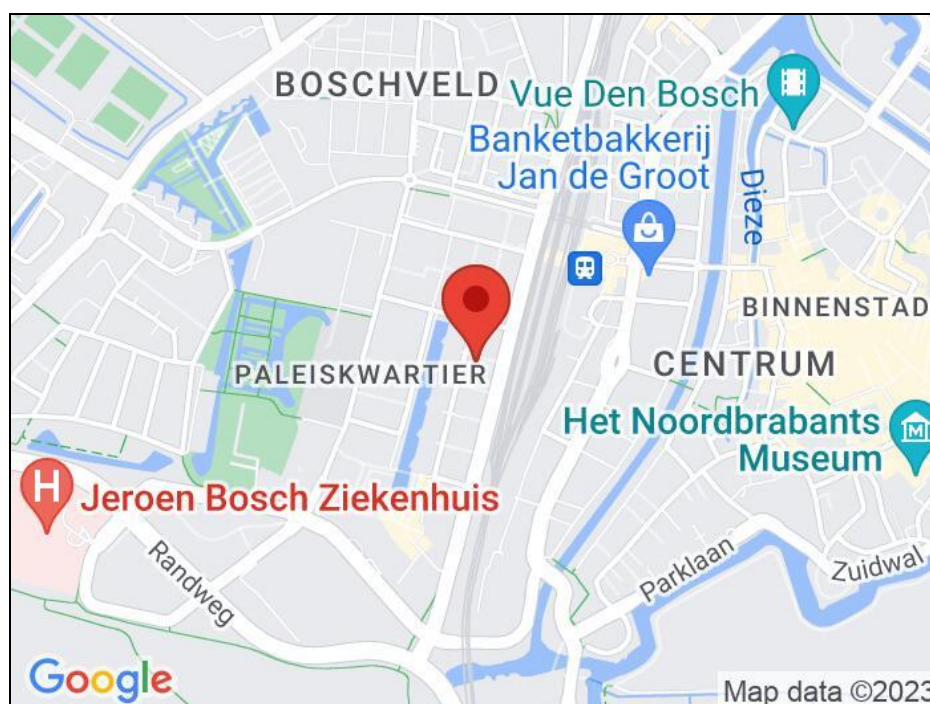 BOSCHVELD
Vue Den Bosch
Banketbakkerij
Jan de Groot
Dieze
BINNENSTAD
CENTRUM
PALEISKWARTIER
Het Noordbrabants
Museum
M
H
Jeroen Bosch Ziekenhuis
Randweg
Parklaan
Zuidwal
Google
Map data ©2023